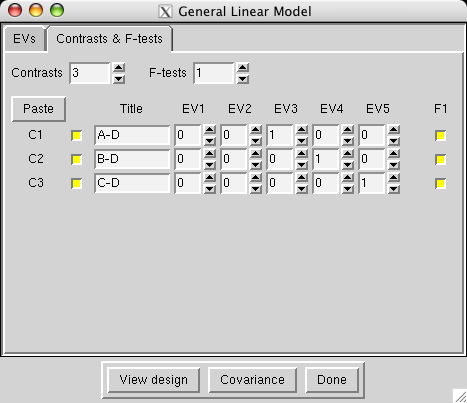 General Linear Model
EVs Contrasts & F-tests
Contrasts 3 F-tests 1
Paste Title EV1 EV2 EV3 EV4 EV5 F1
C1 A-D 0 0 1 0 0
C2 B-D 0 0 0 1 0
C3 C-D 0 0 0 0 1
View design Covariance Done